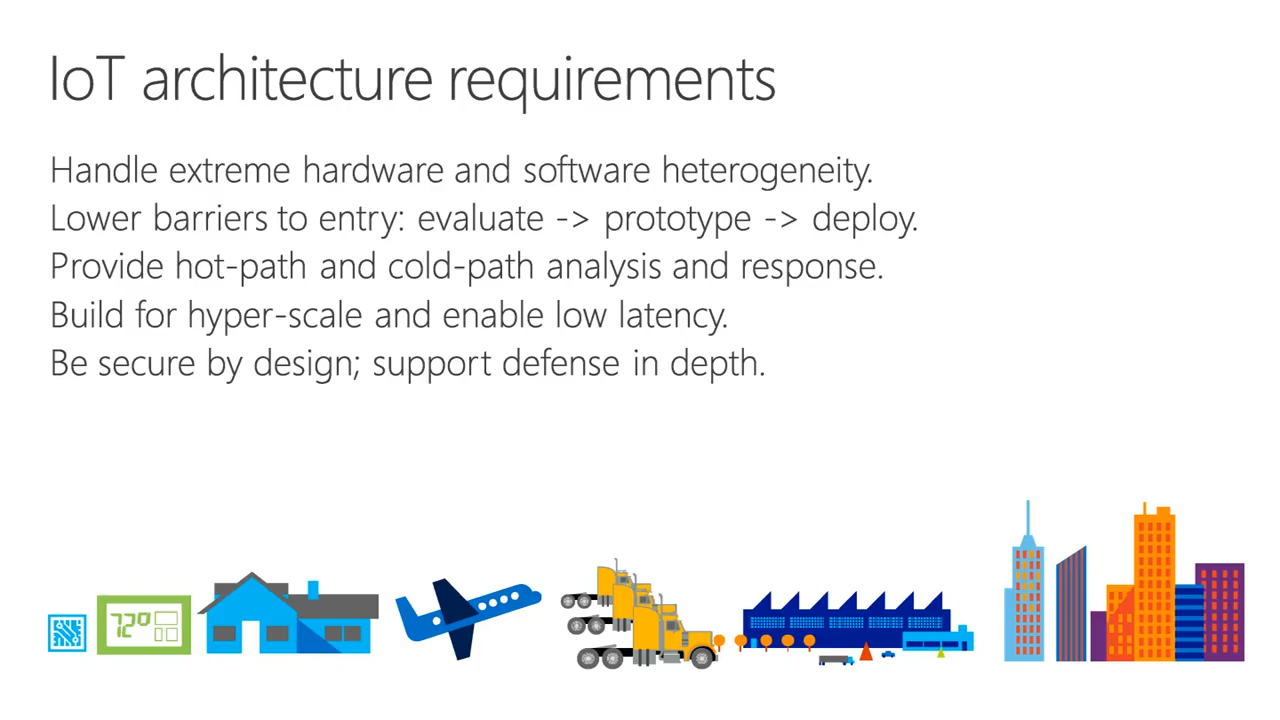 IoT architecture requirements
Handle extreme hardware and software heterogeneity.
Lower barriers to entry: evaluate -> prototype -> deploy.
Provide hot-path and cold-path analysis and response.
Build for hyper-scale and enable low latency.
Be secure by design; support defense in depth.